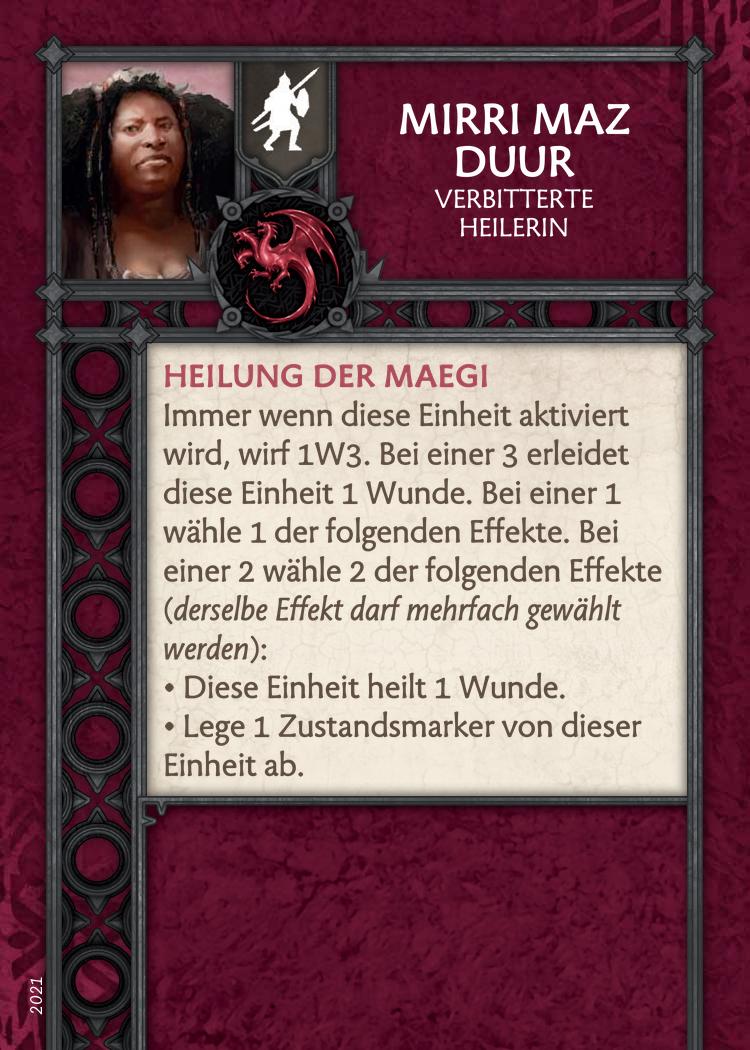 MIRRI MAZ
DUUR
VERBITTERTE
HEILERIN
HEILUNG DER MAEGI
Immer wenn diese Einheit aktiviert
wird, wirf 1W3. Bei einer 3 erleidet
diese Einheit 1 Wunde. Bei einer 1
wähle 1 der folgenden Effekte. Bei
einer 2 wähle 2 der folgenden Effekte
(derselbe Effekt darf mehrfach gewählt
werden):
• Diese Einheit heilt 1 Wunde.
• Lege 1 Zustandsmarker von dieser
Einheit ab.
2021